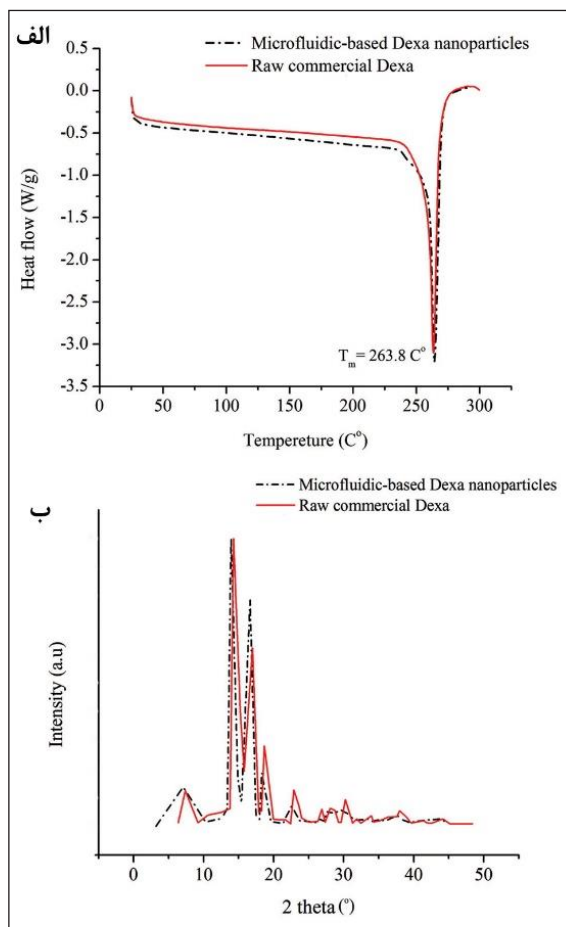 الف
Microfluidic-based Dexa nanoparticles
Raw commercial Dexa
0.5
0.0
-0.5
-1.0
-1.5
-2.0
-2.5
-3.0
-3.5
Heat flow (W/g)
Tm= 263.8 C°
0 50 100 150 200 250 300
Tempereture (C°)
ب
Microfluidic-based Dexa nanoparticles
Raw commercial Dexa
Intensity (a.u)
0 10 20 30 40 50
2 theta (°)